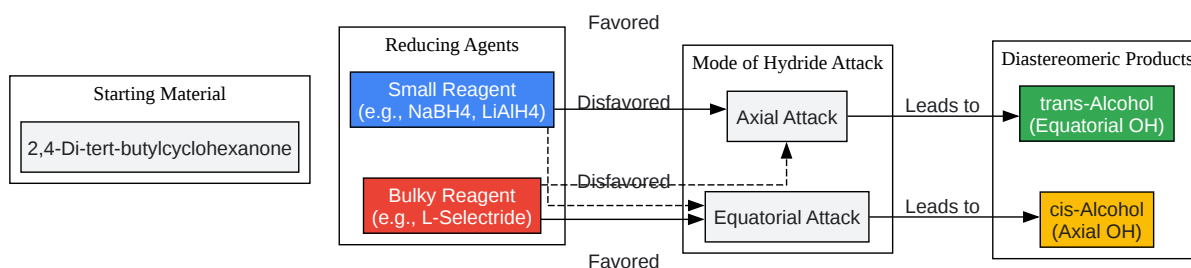 Favored
Reducing Agents
Small Reagent
(e.g., NaBH4, LiAlH4)
Bulky Reagent
(e.g., L-Selectride)
Starting Material
2,4-Di-tert-butylcyclohexanone
Disfavored
Disfavored
Favored
Mode of Hydride Attack
Axial Attack
Equatorial Attack
Leads to
Leads to
Diastereomeric Products
trans-Alcohol
(Equatorial OH)
cis-Alcohol
(Axial OH)